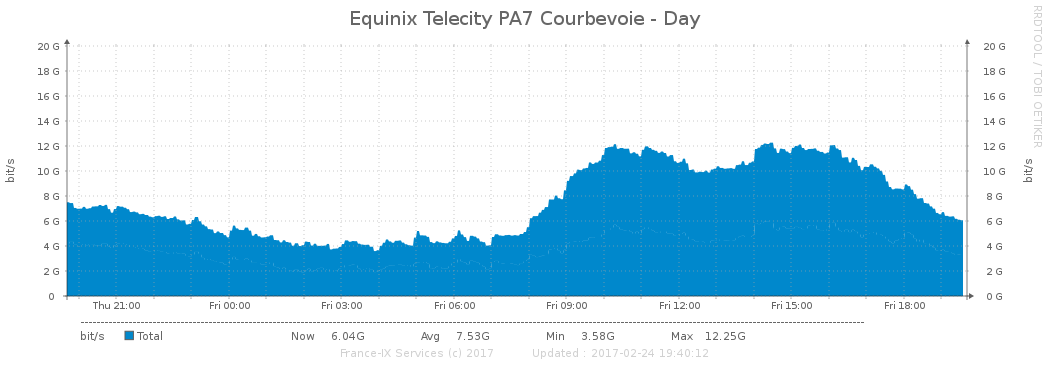 Equinix Telecity PA7 Courbevoie - Day
RRDTOOL / TOBI OETIKER
bit/s
20 G
18 G
16 G
14 G
12 G
10 G
8 G
6 G
4 G
2 G
0
20 G
18 G
16 G
14 G
12 G
10 G
8 G
6 G
4 G
2 G
0 G
bit/s
Thu 21:00 Fri 00:00 Fri 03:00 Fri 06:00 Fri 09:00 Fri 12:00 Fri 15:00 Fri 18:00
bit/s Total Now 6.04G Avg 7.53G Min 3.58G Max 12.25G
France-IX Services (c) 2017 Updated : 2017-02-24 19:40:12